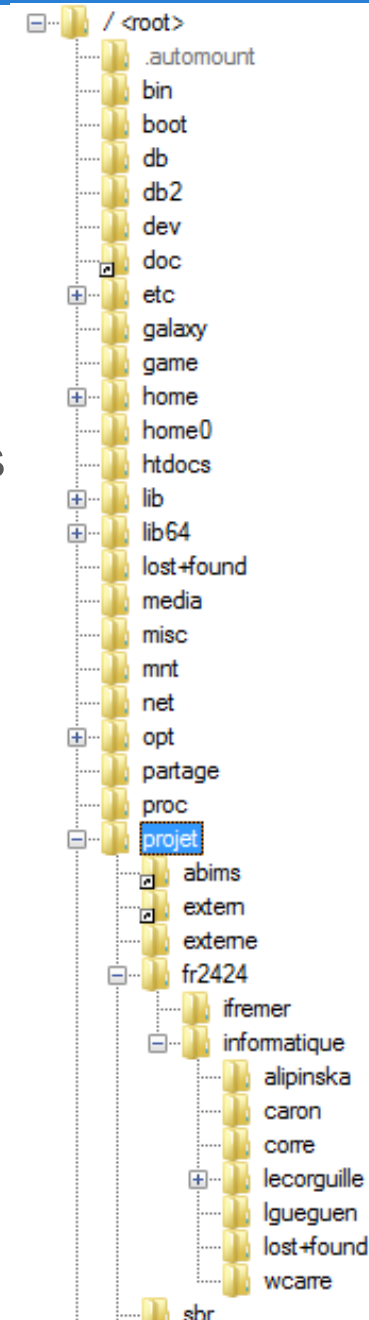 / <root>
.automount
bin
boot
db
db2
dev
doc
etc
galaxy
game
home
home0
htdocs
s
lib
lib64
lost+found
media
misc
mnt
net
opt
partage
proc
projet
abims
extern
externe
fr2424
ifremer
informatique
alipinska
caron
corre
lecorguille
lgueguen
lost+found
wcarre
sbr